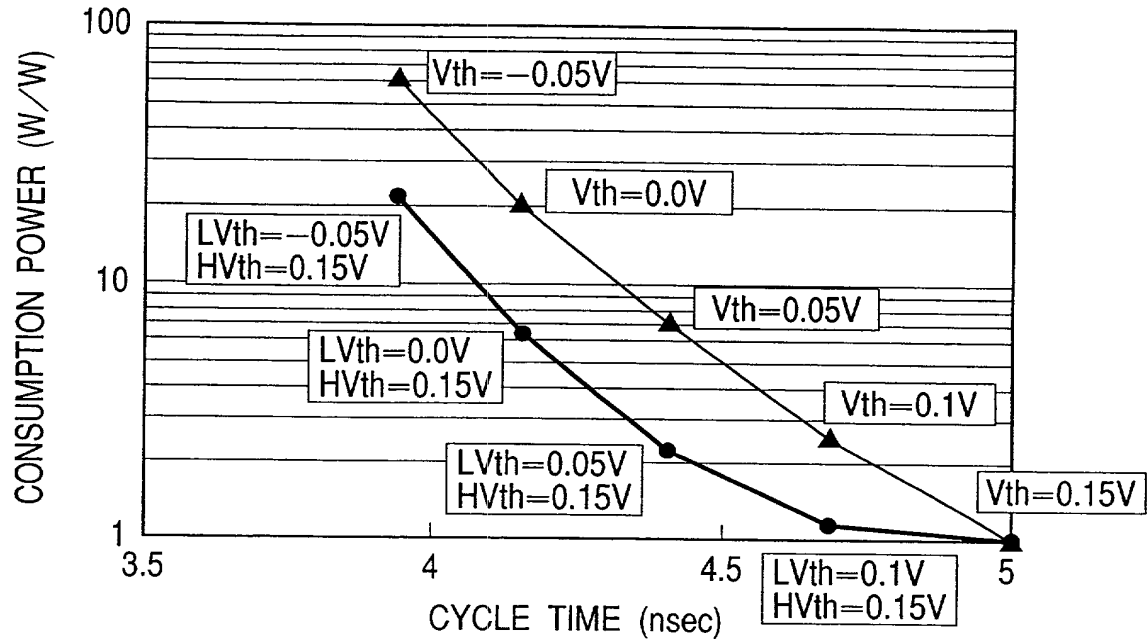 CONSUMPTION POWER (W/W)
100
10
1
Vth=−0.05V
Vth=0.0V
LVth=−0.05V
HVth=0.15V
Vth=0.05V
LVth=0.0V
HVth=0.15V
Vth=0.1V
LVth=0.05V
HVth=0.15V
Vth=0.15V
LVth=0.1V
HVth=0.15V
3.5
4
4.5
5
CYCLE TIME (nsec)